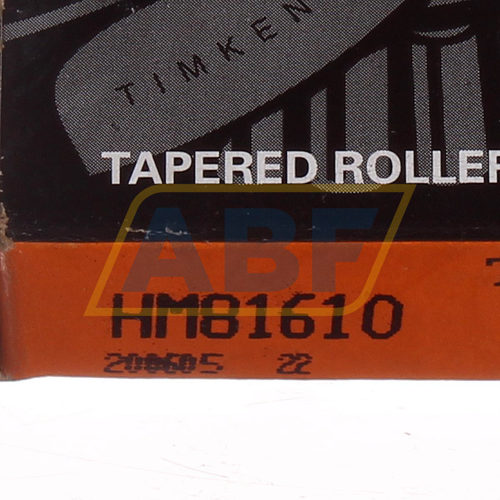 TIMKEN
TAPERED ROLLER
ABF
HM81610
22